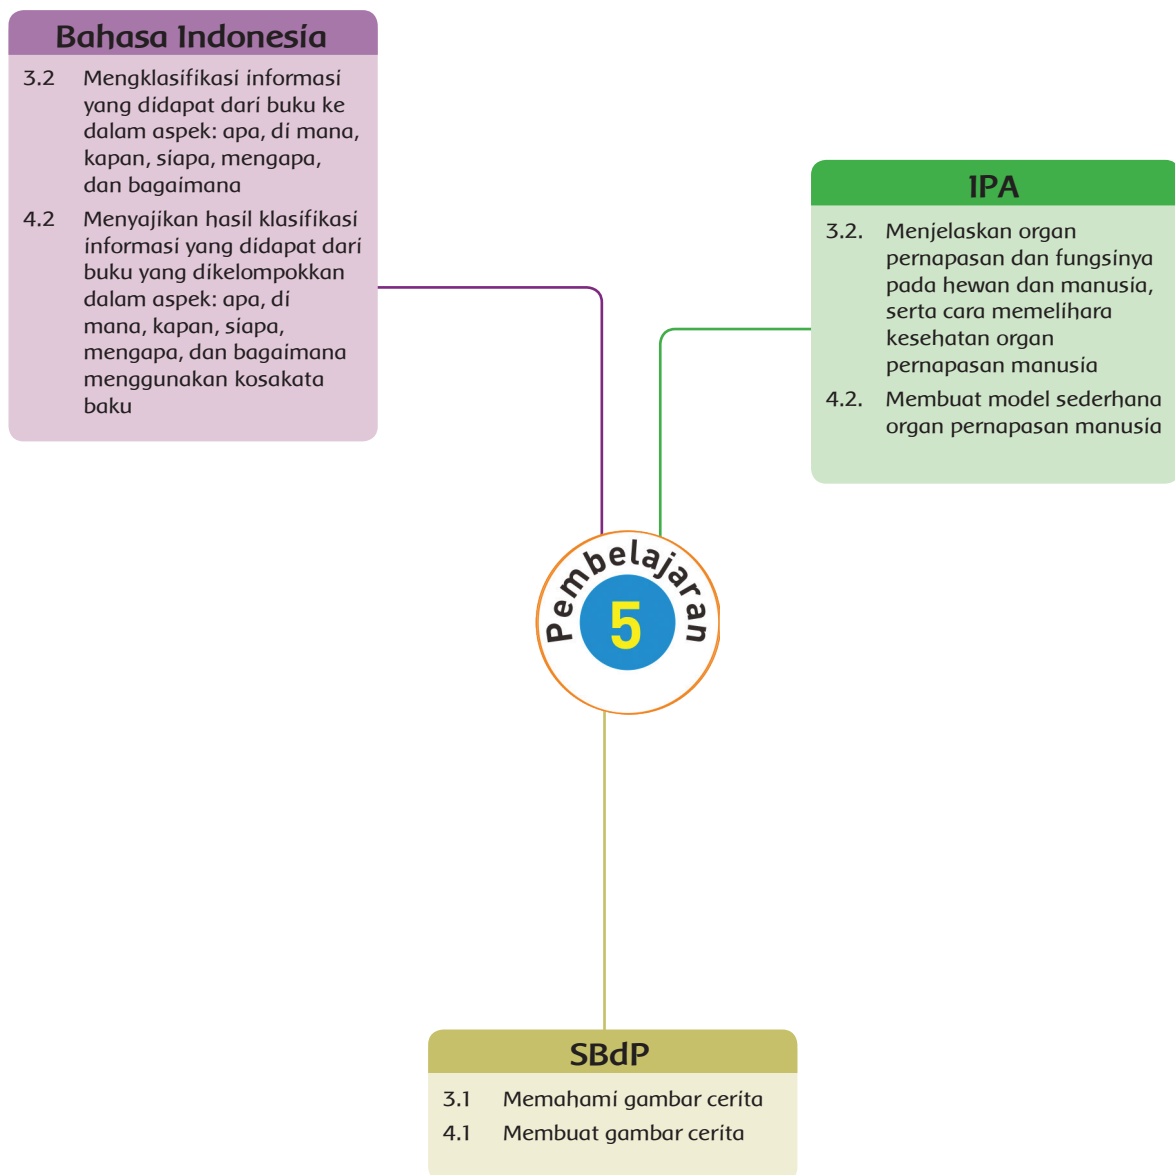 Bahasa Indonesia
3.2 Mengklasifikasi informasi
yang didapat dari buku ke
dalam aspek: apa, di mana,
kapan, siapa, mengapa,
dan bagaimana
4.2 Menyajikan hasil klasifikasi
informasi yang didapat dari
buku yang dikelompokkan
dalam aspek: apa, di
mana, kapan, siapa,
mengapa, dan bagaimana
menggunakan kosakata
baku
IPA
3.2. Menjelaskan organ
pernapasan dan fungsinya
pada hewan dan manusia,
serta cara memelihara
kesehatan organ
pernapasan manusia
4.2. Membuat model sederhana
organ pernapasan manusia
Pembelajaran
5
SBdP
3.1 Memahami gambar cerita
4.1 Membuat gambar cerita